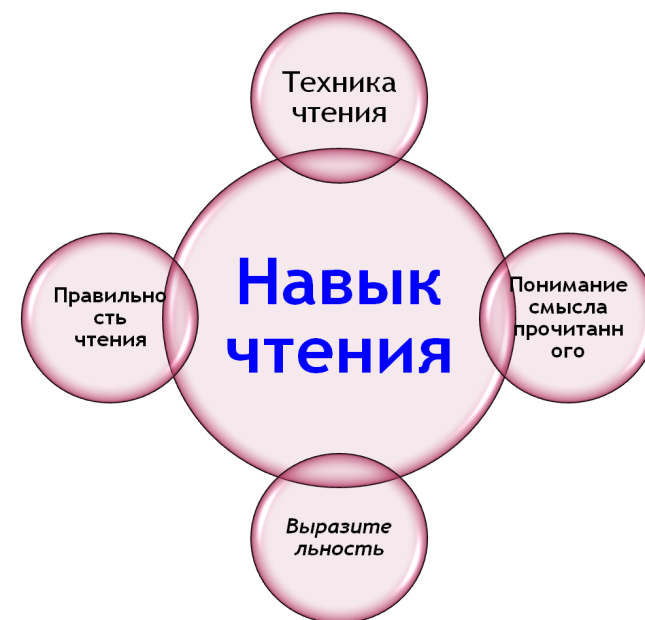 Техника
чтения
Навык
чтения
Правильно
сть
чтения
Понимание
смысла
прочитанн
ого
Выразите
льность